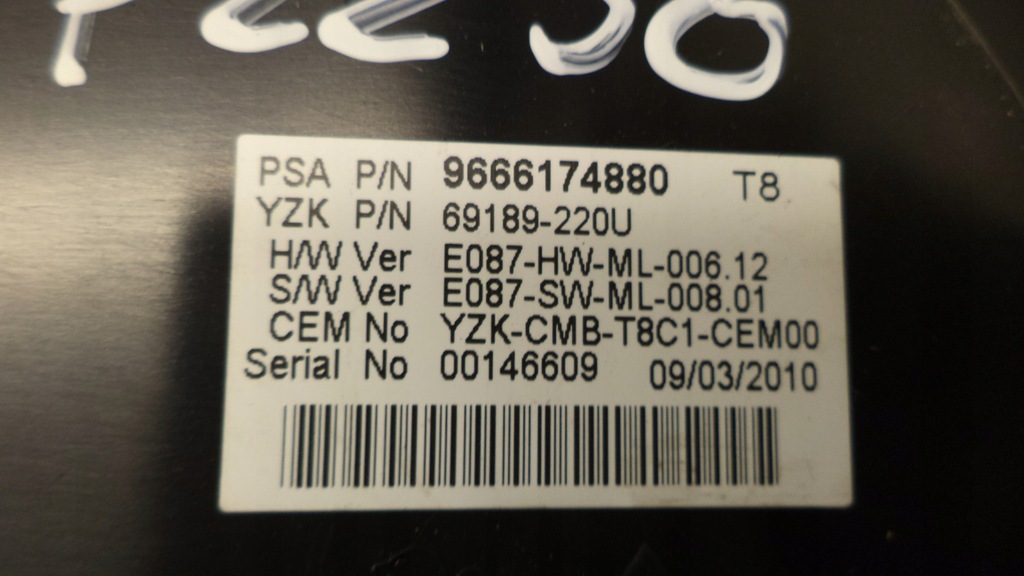 PSA P/N 9666174880 T8
YZK P/N 69189-220U
H/W Ver E087-HW-ML-006.12
S/W Ver E087-SW-ML-008.01
CEM No YZK-CMB-T8C1-CEM00
Serial No 00146609 09/03/2010